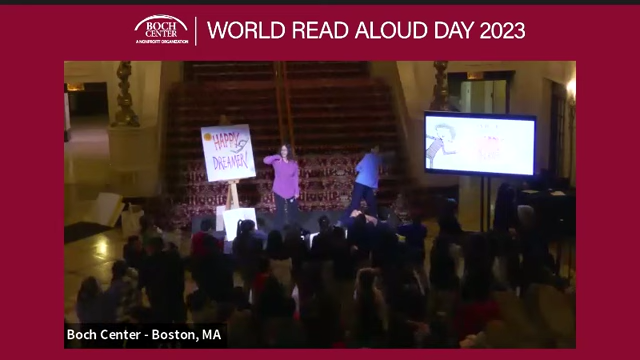 BOCH
CENTER
A NONPROFIT ORGANIZATION
WORLD READ ALOUD DAY 2023
HAPPY
DREAMER!
Boch Center - Boston, MA